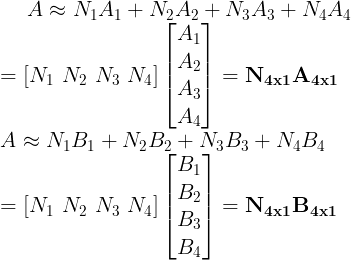 A ≈ N₁A₁ + N₂A₂ + N₃A₃ + N₄A₄
= [N₁ N₂ N₃ N₄] [A₁ A₂ A₃ A₄] = N₄ₓ₁A₄ₓ₁
A ≈ N₁B₁ + N₂B₂ + N₃B₃ + N₄B₄
= [N₁ N₂ N₃ N₄] [B₁ B₂ B₃ B₄] = N₄ₓ₁B₄ₓ₁